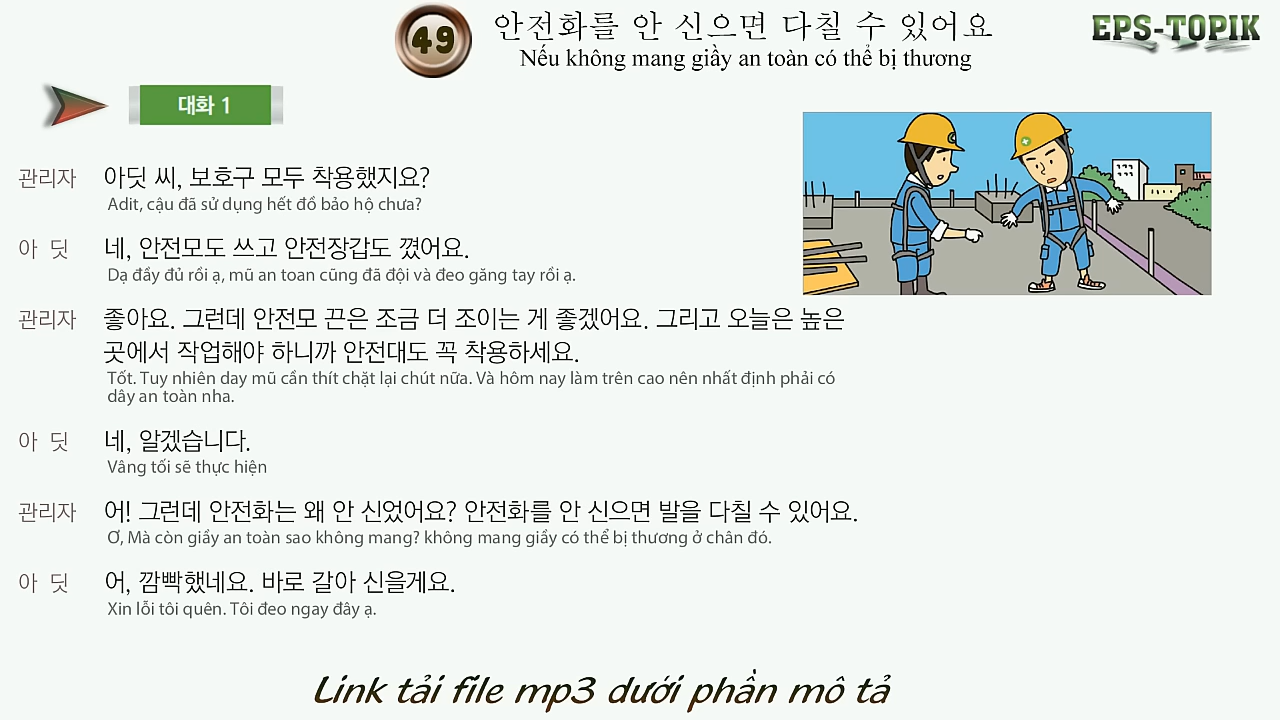 49
안전화를 안 신으면 다칠 수 있어요
Nếu không mang giầy an toàn có thể bị thương
EPS-TOPIK
대화 1
관리자 아딧 씨, 보호구 모두 착용했지요?
Adit, cậu đã sử dụng hết đồ bảo hộ chưa?
아 딧 네, 안전모도 쓰고 안전장갑도 꼈어요.
Dạ đầy đủ rồi ạ, mũ an toan cũng đã đội và đeo găng tay rồi ạ.
관리자 좋아요. 그런데 안전모 끈은 조금 더 조이는 게 좋겠어요. 그리고 오늘은 높은
곳에서 작업해야 하니까 안전대도 꼭 착용하세요.
Tốt. Tuy nhiên day mũ cần thít chặt lại chút nữa. Và hôm nay làm trên cao nên nhất định phải có
dây an toàn nha.
아 딧 네, 알겠습니다.
Vâng tối sẽ thực hiện
관리자 어! 그런데 안전화는 왜 안 신었어요? 안전화를 안 신으면 발을 다칠 수 있어요.
Ơ, Mà còn giầy an toàn sao không mang? không mang giầy có thể bị thương ở chân đó.
아 딧 어, 깜빡했네요. 바로 갈아 신을게요.
Xin lỗi tôi quên. Tôi đeo ngay đây ạ.
Link tải file mp3 dưới phần mô tả